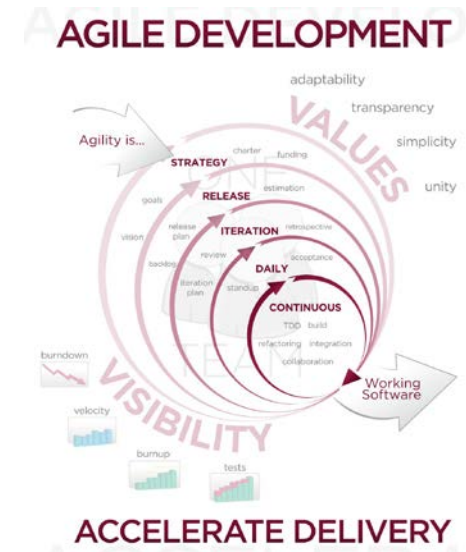 AGILE DEVELOPMENT
adaptability
transparency
simplicity
unity
VALUES
Agility is...
STRATEGY
charter
funding
ONE
goals
vision
RELEASE
estimation
release
plan
backlog
ITERATION
retrospective
review
iteration
plan
DAILY
acceptance
standup
CONTINUOUS
TDD build
refactoring integration
collaboration
TEAM
Working
Software
VISIBILITY
burndown
velocity
burnup
tests
ACCELERATE DELIVERY